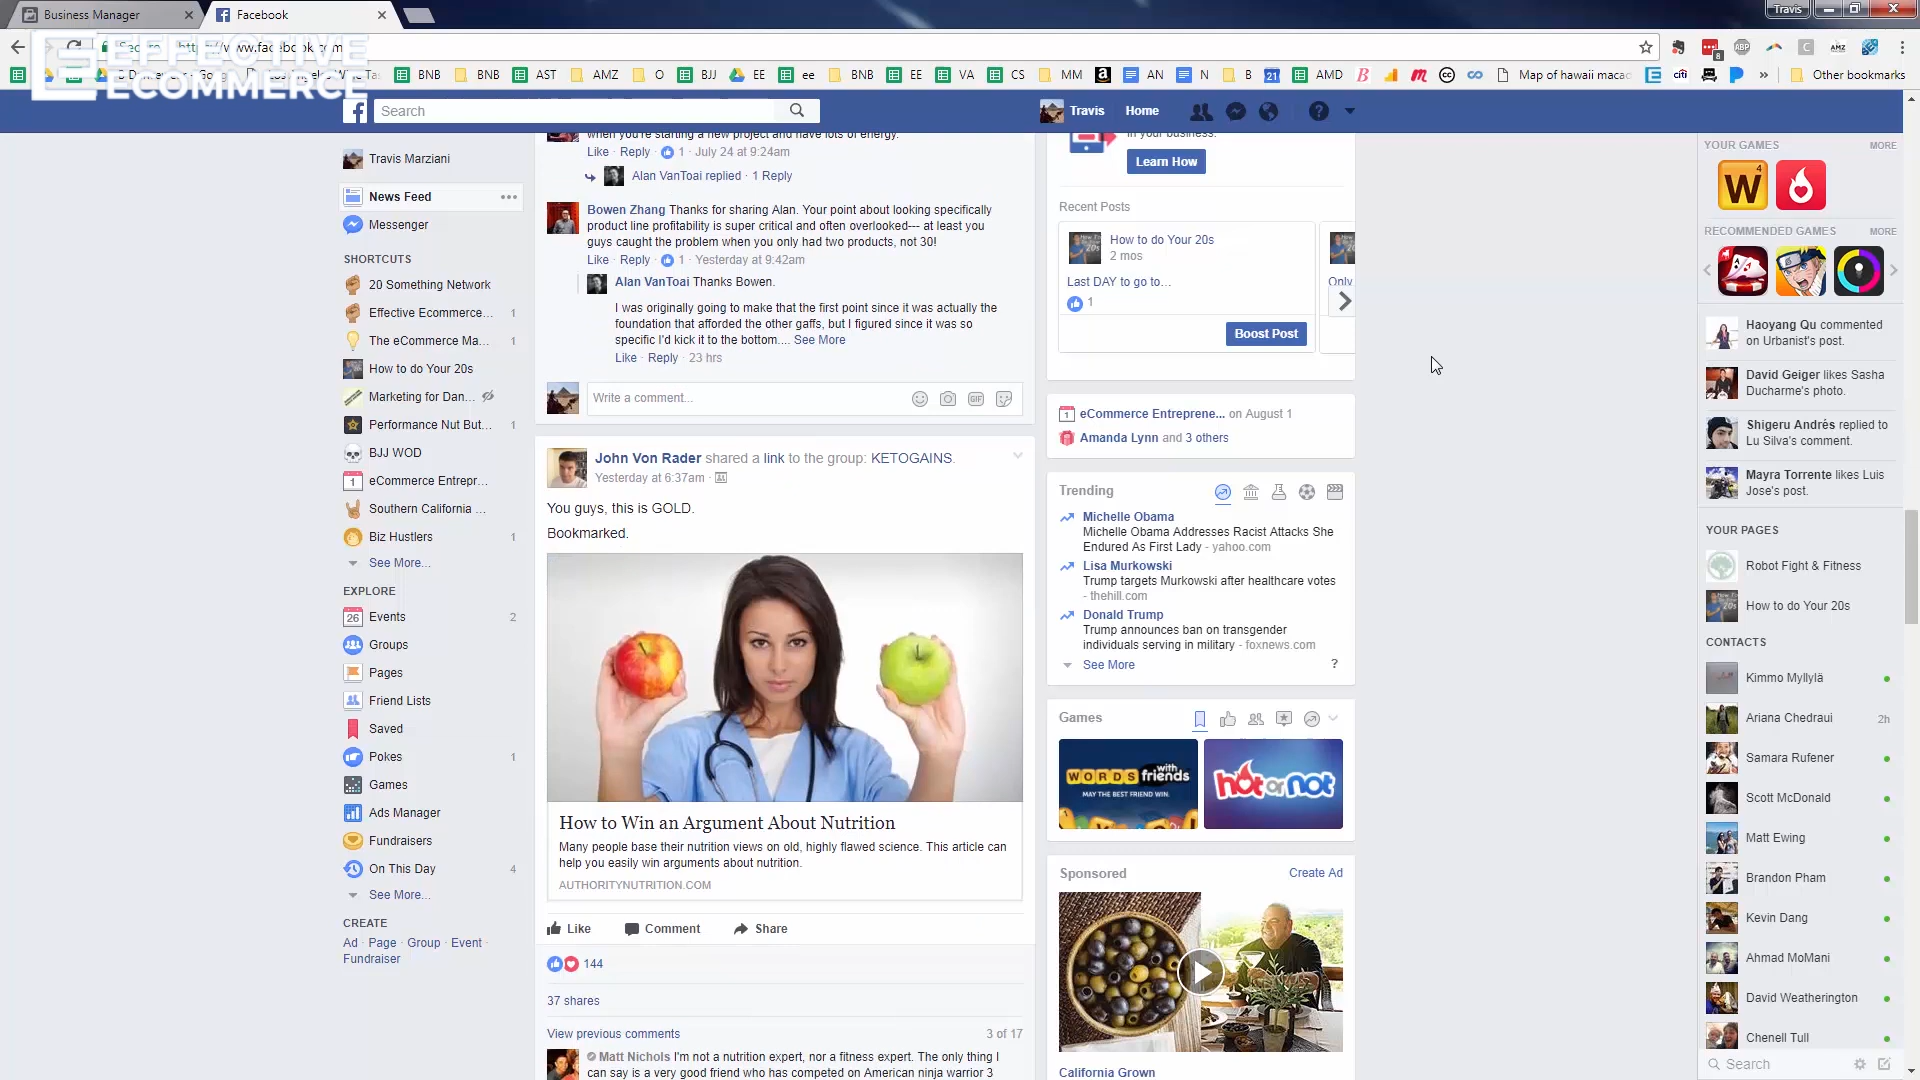 Business Manager
Facebook
Travis
Secure
https://www.facebook.com
EFFECTIVE
ECOMMERCE
BNB
BNB
AST
AMZ
O
BJJ
EE
ee
BNB
EE
VA
CS
MM
AN
N
B
AMD
Map of hawaii macad
Other bookmarks
Search
Travis
Home
Travis Marziani
News Feed
Messenger
SHORTCUTS
20 Something Network
Effective Ecommerce... 1
The eCommerce Ma... 1
How to do Your 20s
Marketing for Dan...
Performance Nut But... 1
BJJ WOD
eCommerce Entrepr...
Southern California ...
Biz Hustlers 1
See More...
EXPLORE
Events 2
Groups
Pages
Friend Lists
Saved
Pokes 1
Games
Ads Manager
Fundraisers
On This Day 4
See More...
CREATE
Ad · Page · Group · Event ·
Fundraiser
when you're starting a new project and have lots of energy.
Like · Reply · 1 · July 24 at 9:24am
Alan VanToai replied · 1 Reply
Bowen Zhang Thanks for sharing Alan. Your point about looking specifically
product line profitability is super critical and often overlooked--- at least you
guys caught the problem when you only had two products, not 30!
Like · Reply · 1 · Yesterday at 9:42am
Alan VanToai Thanks Bowen.
I was originally going to make that the first point since it was actually the
foundation that afforded the other gaffs, but I figured since it was so
specific I'd kick it to the bottom.... See More
Like · Reply · 23 hrs
Write a comment...
GIF
John Von Rader shared a link to the group: KETOGAINS.
Yesterday at 6:37am ·
You guys, this is GOLD.
Bookmarked.
How to Win an Argument About Nutrition
Many people base their nutrition views on old, highly flawed science. This article can
help you easily win arguments about nutrition.
AUTHORITYNUTRITION.COM
Like
Comment
Share
144
37 shares
View previous comments
3 of 17
Matt Nichols I'm not a nutrition expert, nor a fitness expert. The only thing I
can say is a very good friend who has competed on American ninja warrior 3
in your business.
Learn How
Recent Posts
How to do Your 20s
2 mos
Last DAY to go to...
1
Boost Post
Only
eCommerce Entreprene... on August 1
Amanda Lynn and 3 others
Trending
Michelle Obama
Michelle Obama Addresses Racist Attacks She
Endured As First Lady - yahoo.com
Lisa Murkowski
Trump targets Murkowski after healthcare votes
- thehill.com
Donald Trump
Trump announces ban on transgender
individuals serving in military - foxnews.com
See More
?
Games
WORDS with friends
MAY THE BEST FRIEND WIN.
hot or not
Sponsored
Create Ad
California Grown
YOUR GAMES
MORE
RECOMMENDED GAMES
MORE
Haoyang Qu commented
on Urbanist's post.
David Geiger likes Sasha
Ducharme's photo.
Shigeru Andrés replied to
Lu Silva's comment.
Mayra Torrente likes Luis
Jose's post.
YOUR PAGES
Robot Fight & Fitness
How to do Your 20s
CONTACTS
Kimmo Myllylä
Ariana Chedraui 2h
Samara Rufener
Scott McDonald
Matt Ewing
Brandon Pham
Kevin Dang
Ahmad MoMani
David Weatherington
Chenell Tull
Search